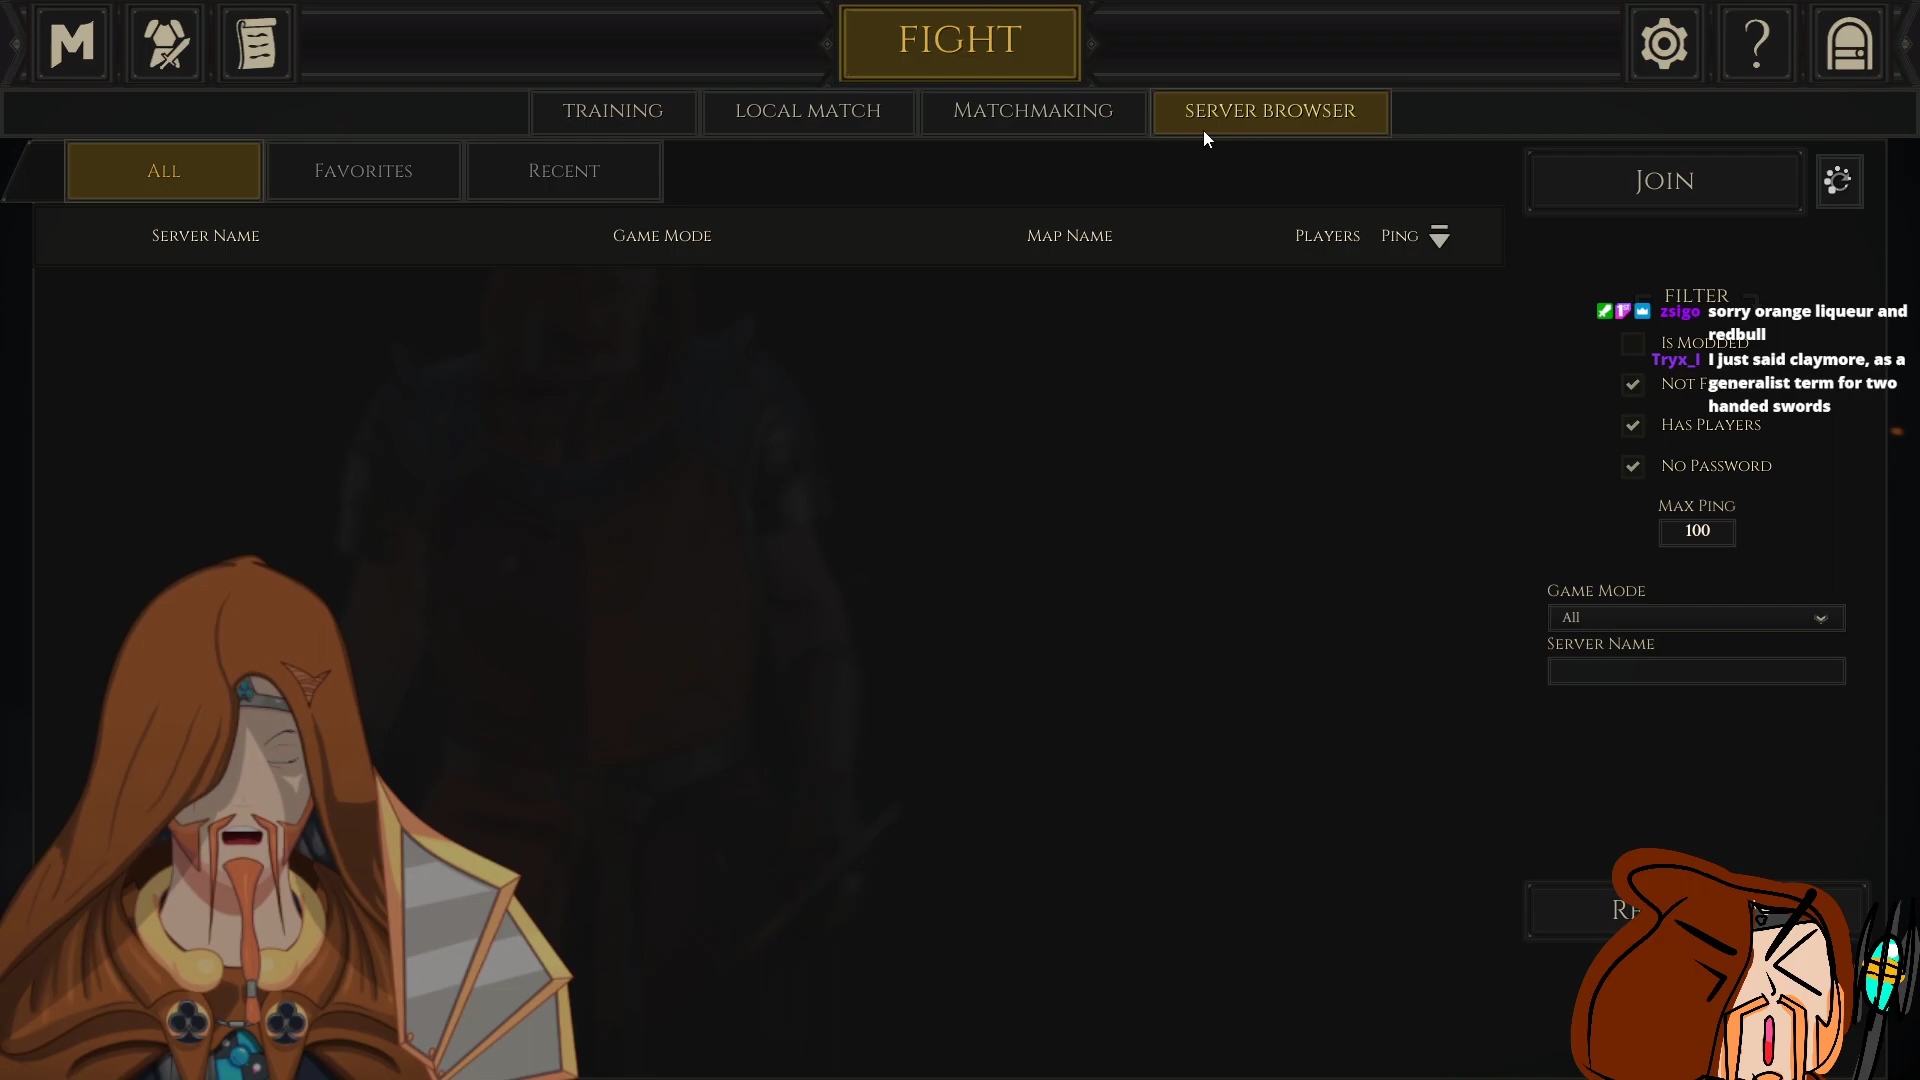 M
FIGHT
?
TRAINING
LOCAL MATCH
MATCHMAKING
SERVER BROWSER
ALL
FAVORITES
RECENT
JOIN
SERVER NAME
GAME MODE
MAP NAME
PLAYERS
PING
FILTER
zsigo sorry orange liqueur and
redbull
IS MODDED
Tryx_l I just said claymore, as a
NOT F
generalist term for two
handed swords
HAS PLAYERS
NO PASSWORD
MAX PING
100
GAME MODE
All
SERVER NAME